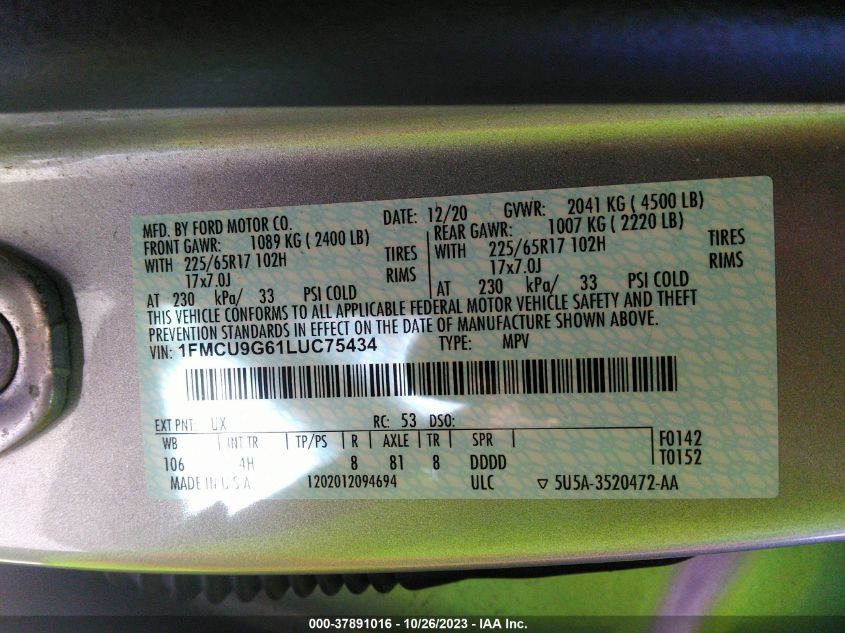 MFD. BY FORD MOTOR CO. DATE: 12/20 GVWR: 2041 KG ( 4500 LB)
FRONT GAWR: 1089 KG ( 2400 LB) REAR GAWR: 1007 KG ( 2220 LB)
WITH 225/65R17 102H TIRES WITH 225/65R17 102H TIRES
17x7.0J RIMS 17x7.0J RIMS
AT 230 kPa/ 33 PSI COLD AT 230 kPa/ 33 PSI COLD
THIS VEHICLE CONFORMS TO ALL APPLICABLE FEDERAL MOTOR VEHICLE SAFETY AND THEFT
PREVENTION STANDARDS IN EFFECT ON THE DATE OF MANUFACTURE SHOWN ABOVE.
VIN: 1FMCU9G61LUC75434 TYPE: MPV
EXT PNT: UX RC: 53 DSO:
WB INT TR TP/PS R AXLE TR SPR F0142
106 4H 8 81 8 DDDD T0152
MADE IN U.S.A. 1202012094694 ULC ▽ 5U5A-3520472-AA
000-37891016 - 10/26/2023 - IAA Inc.